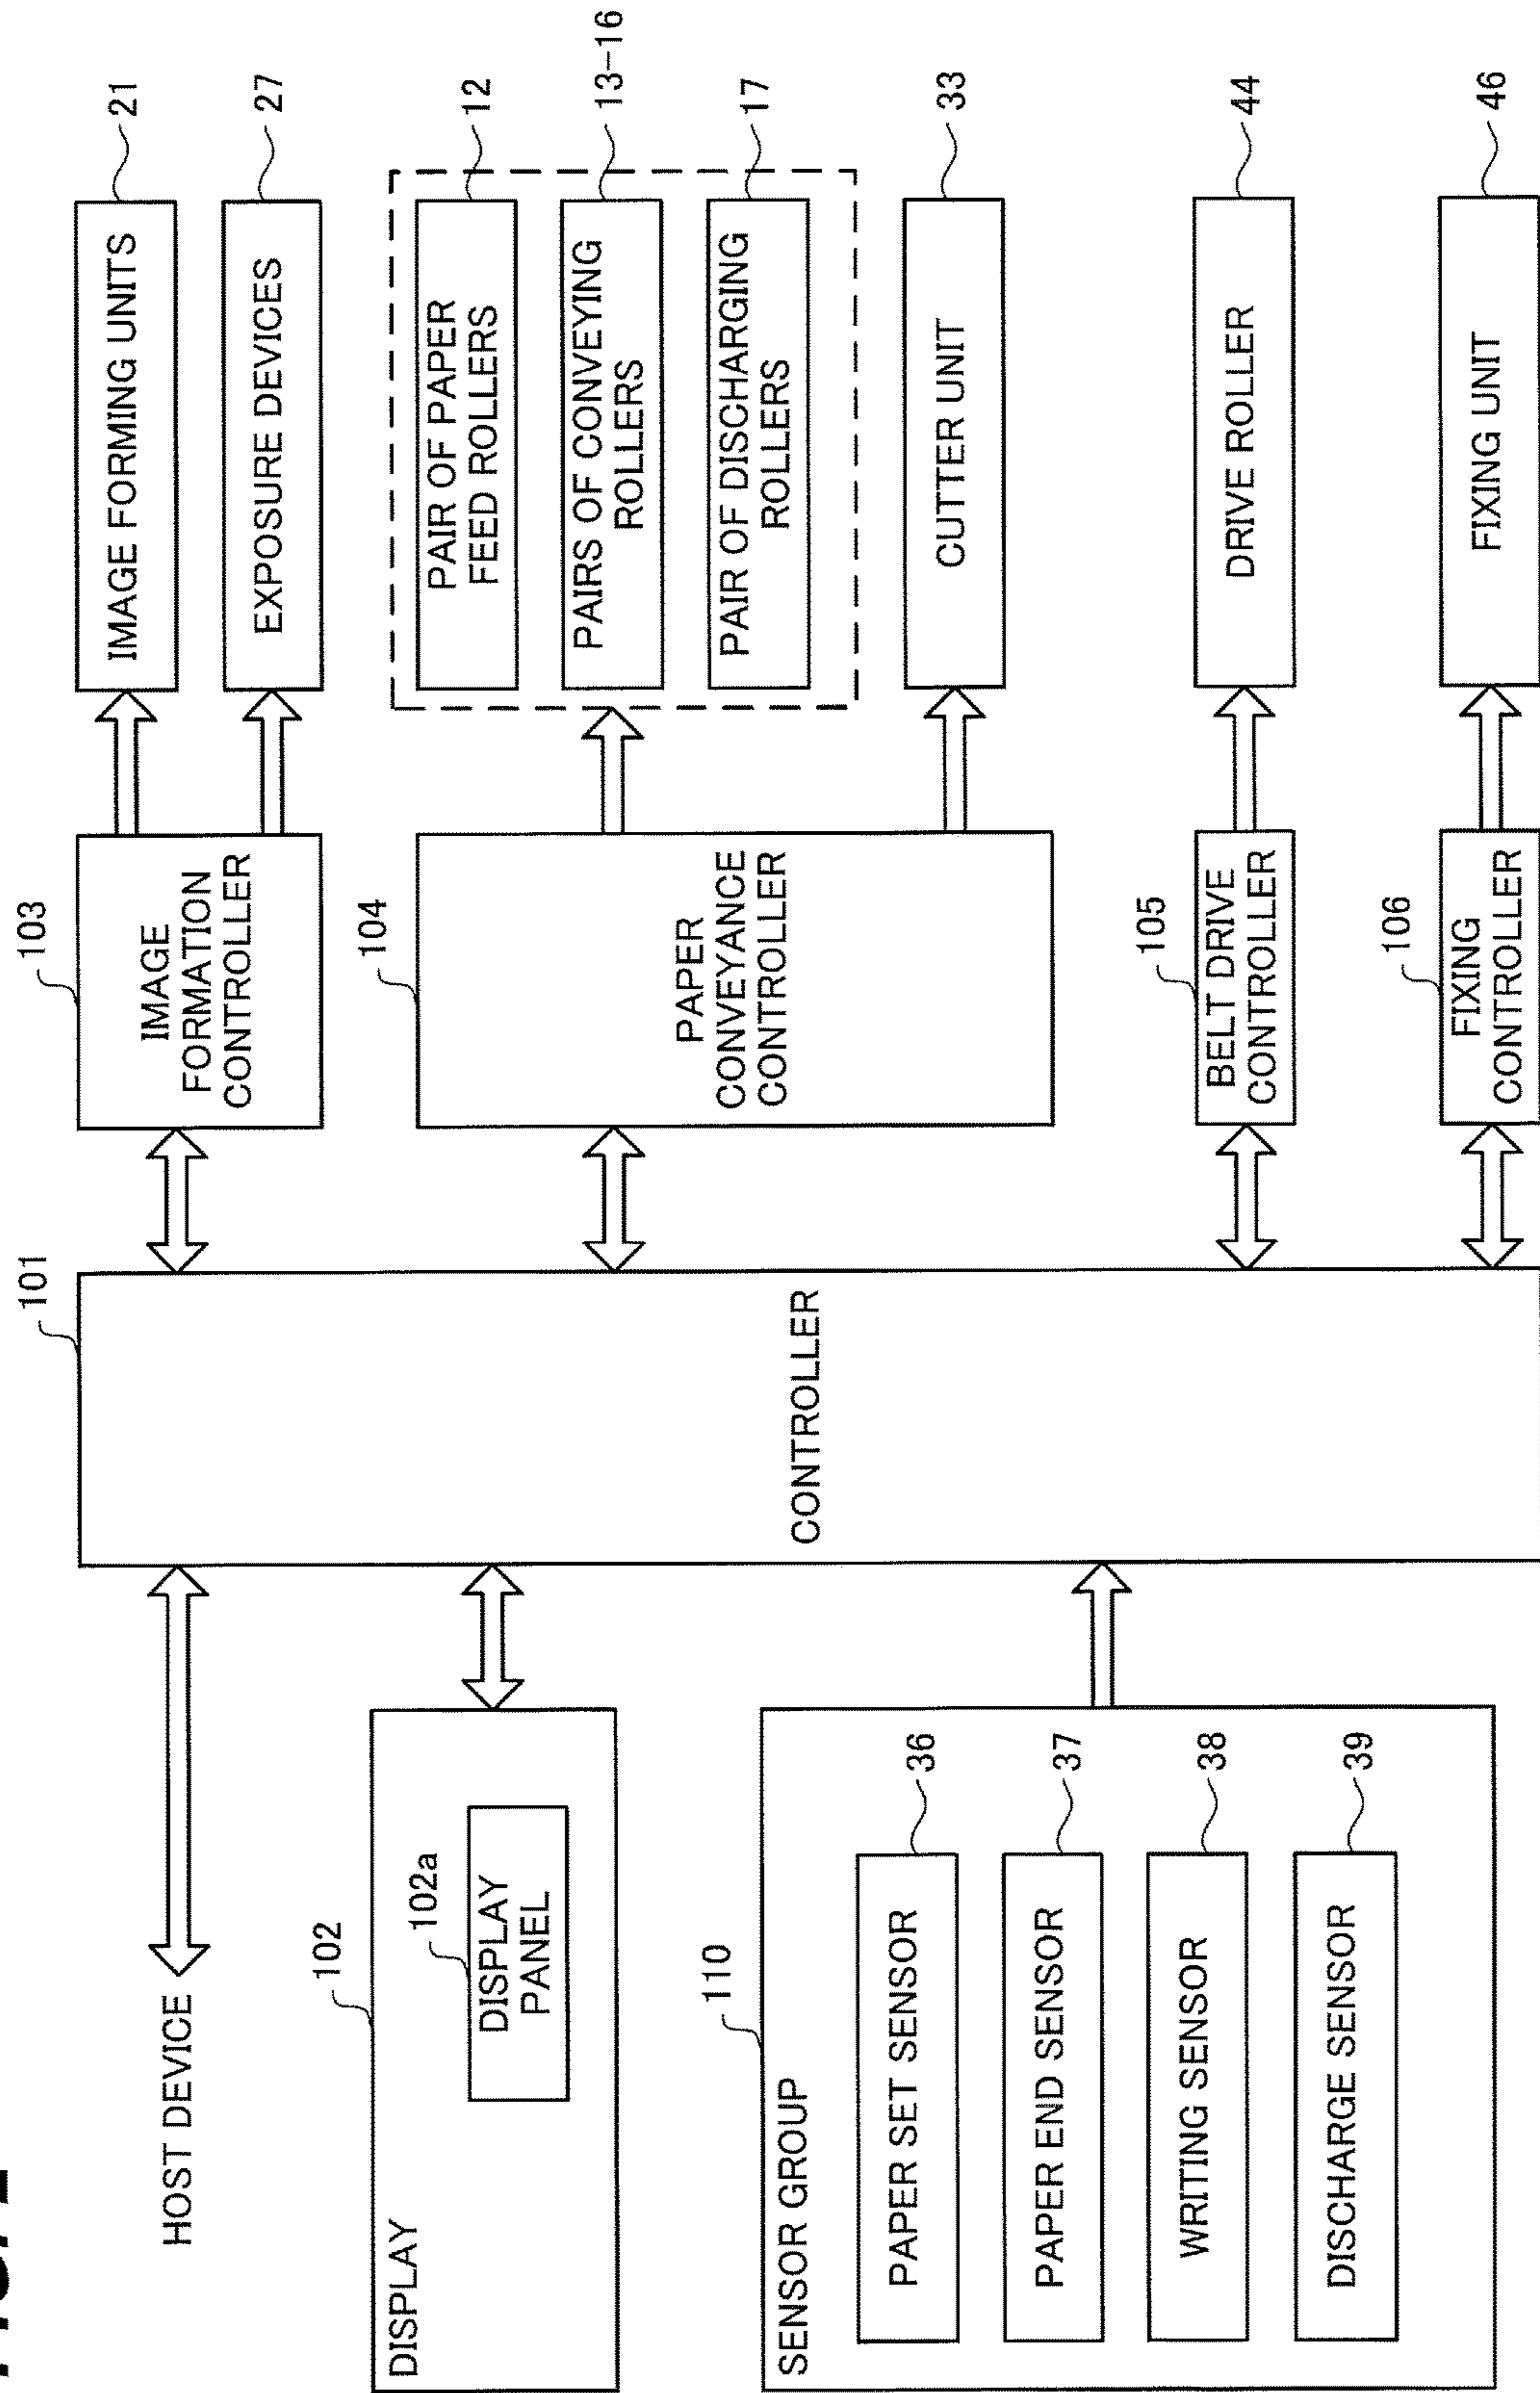 HOST DEVICE
102
DISPLAY
102a
DISPLAY
PANEL
110
SENSOR GROUP
PAPER SET SENSOR
36
PAPER END SENSOR
37
WRITING SENSOR
38
DISCHARGE SENSOR
39
101
CONTROLLER
103
IMAGE
FORMATION
CONTROLLER
104
PAPER
CONVEYANCE
CONTROLLER
105
BELT DRIVE
CONTROLLER
106
FIXING
CONTROLLER
IMAGE FORMING UNITS
21
EXPOSURE DEVICES
27
PAIR OF PAPER
FEED ROLLERS
12
PAIRS OF CONVEYING
ROLLERS
13-16
PAIR OF DISCHARGING
ROLLERS
17
CUTTER UNIT
33
DRIVE ROLLER
44
FIXING UNIT
46